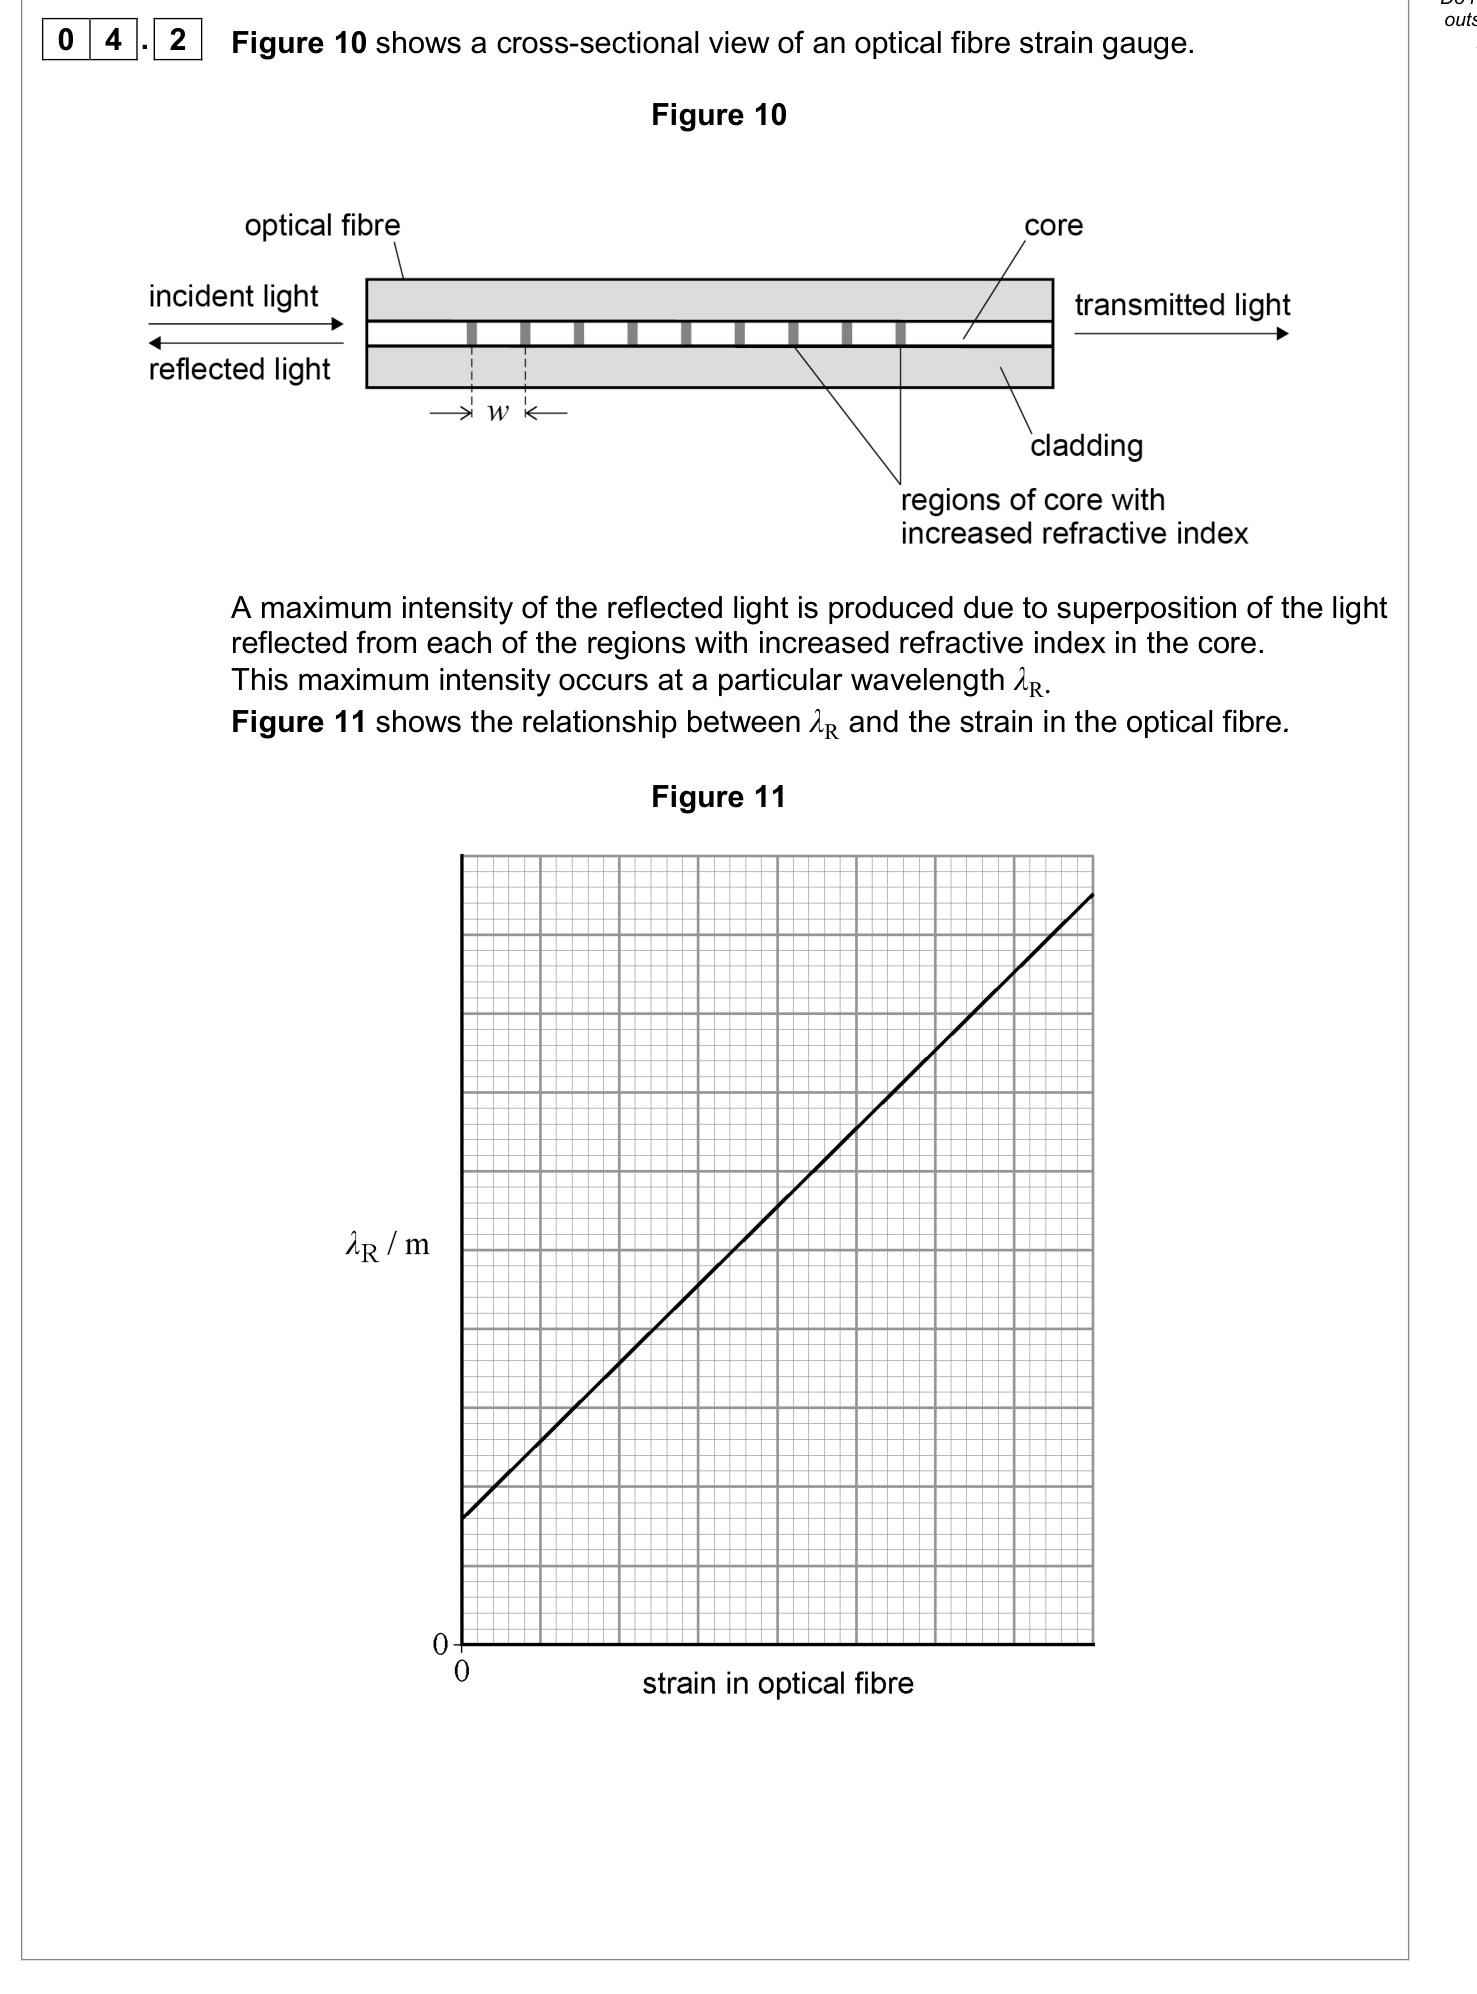 outs
0 4 . 2 Figure 10 shows a cross-sectional view of an optical fibre strain gauge.
Figure 10
optical fibre
core
incident light
transmitted light
reflected light
w
cladding
regions of core with
increased refractive index
A maximum intensity of the reflected light is produced due to superposition of the light
reflected from each of the regions with increased refractive index in the core.
This maximum intensity occurs at a particular wavelength λR.
Figure 11 shows the relationship between λR and the strain in the optical fibre.
Figure 11
λR / m
0
0
strain in optical fibre